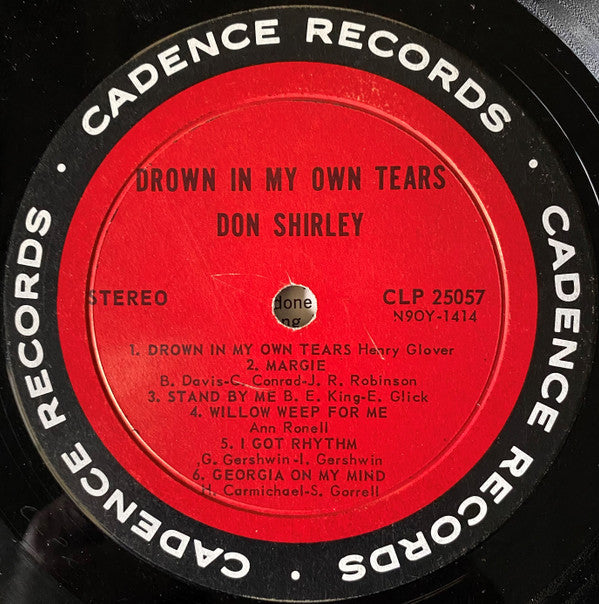 CADENCE RECORDS · CADENCE RECORDS · CADENCE RECORDS ·
DROWN IN MY OWN TEARS
DON SHIRLEY
STEREO
CLP 25057
N9OY-1414
done
ng
1. DROWN IN MY OWN TEARS Henry Glover
2. MARGIE
B. Davis-C. Conrad-J. R. Robinson
3. STAND BY ME B. E. King-E. Glick
4. WILLOW WEEP FOR ME
Ann Ronell
5. I GOT RHYTHM
G. Gershwin-I. Gershwin
6. GEORGIA ON MY MIND
H. Carmichael-S. Gorrell